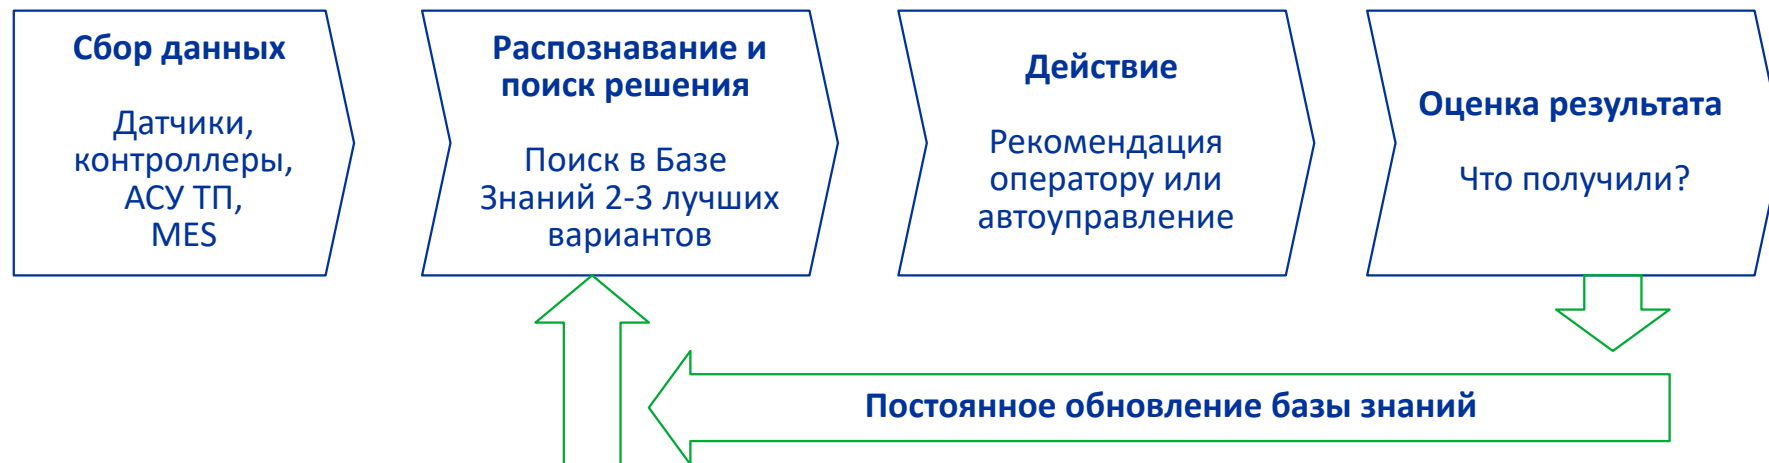 Сбор данных
Датчики,
контроллеры,
АСУ ТП,
MES
Распознавание и
поиск решения
Поиск в Базе
Знаний 2-3 лучших
вариантов
Действие
Рекомендация
оператору или
автоуправление
Оценка результата
Что получили?
Постоянное обновление базы знаний